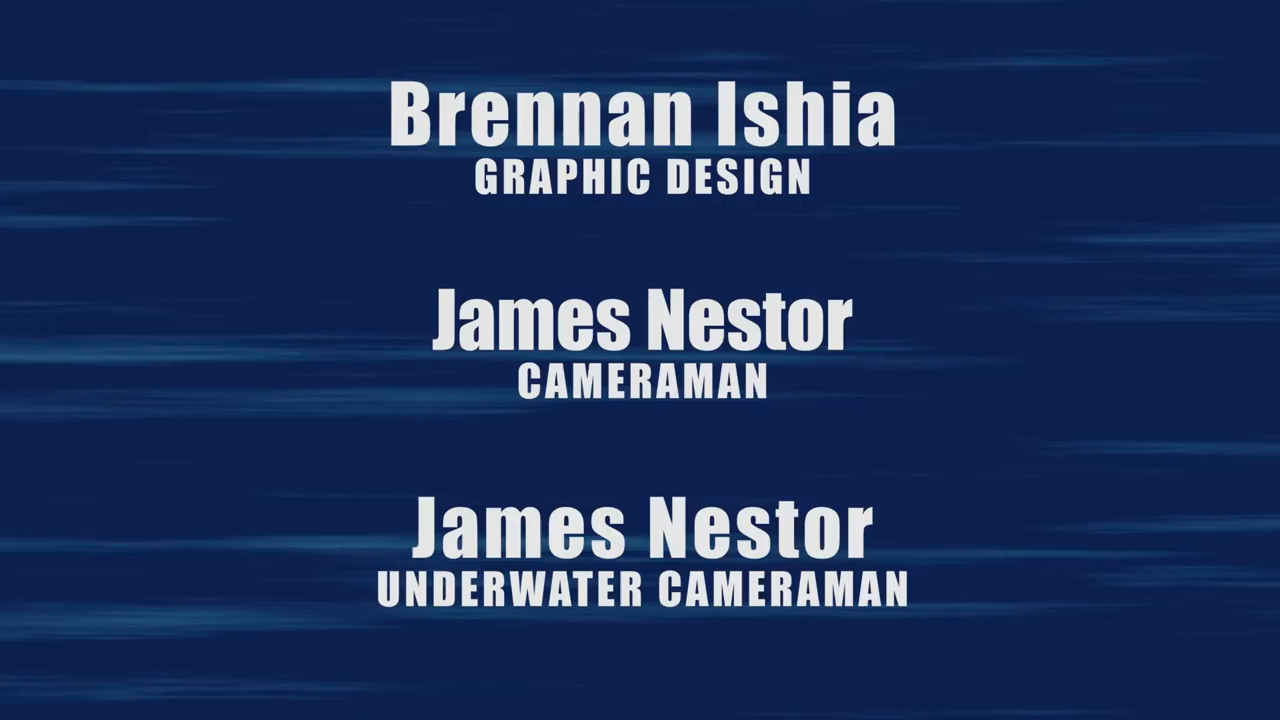 Brennan Ishia
GRAPHIC DESIGN
James Nestor
CAMERAMAN
James Nestor
UNDERWATER CAMERAMAN